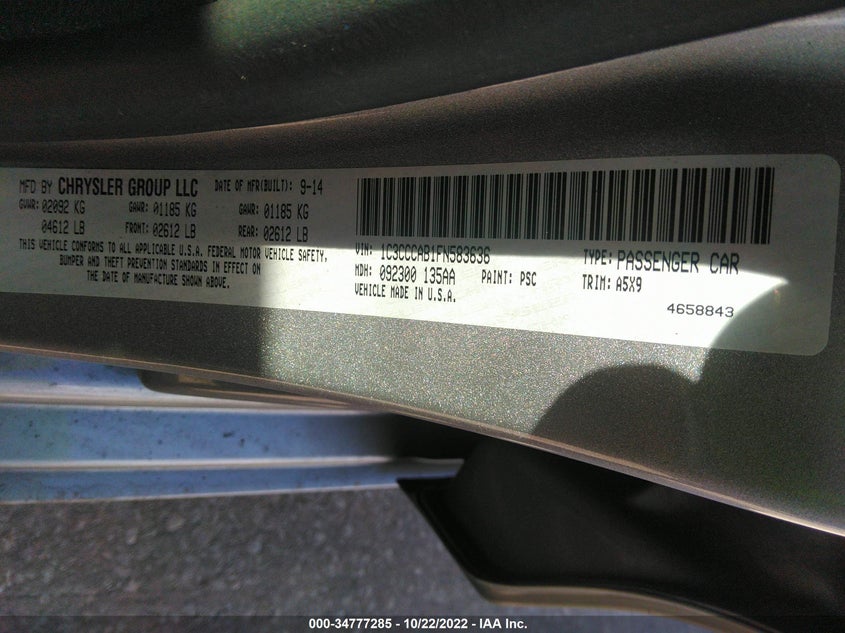 MFD BY CHRYSLER GROUP LLC DATE OF MFR(BUILT): 9-14
GVWR: 02092 KG GAWR: 01185 KG GAWR: 01185 KG
04612 LB FRONT: 02612 LB REAR: 02612 LB
THIS VEHICLE CONFORMS TO ALL APPLICABLE U.S.A. FEDERAL MOTOR VEHICLE SAFETY,
BUMPER AND THEFT PREVENTION STANDARDS IN EFFECT ON
THE DATE OF MANUFACTURE SHOWN ABOVE.
VIN: 1C3CCCAB1FN583636 TYPE: PASSENGER CAR
MDH: 092300 135AA PAINT: PSC TRIM: A5X9
VEHICLE MADE IN U.S.A.
4658843
000-34777285 - 10/22/2022 - IAA Inc.